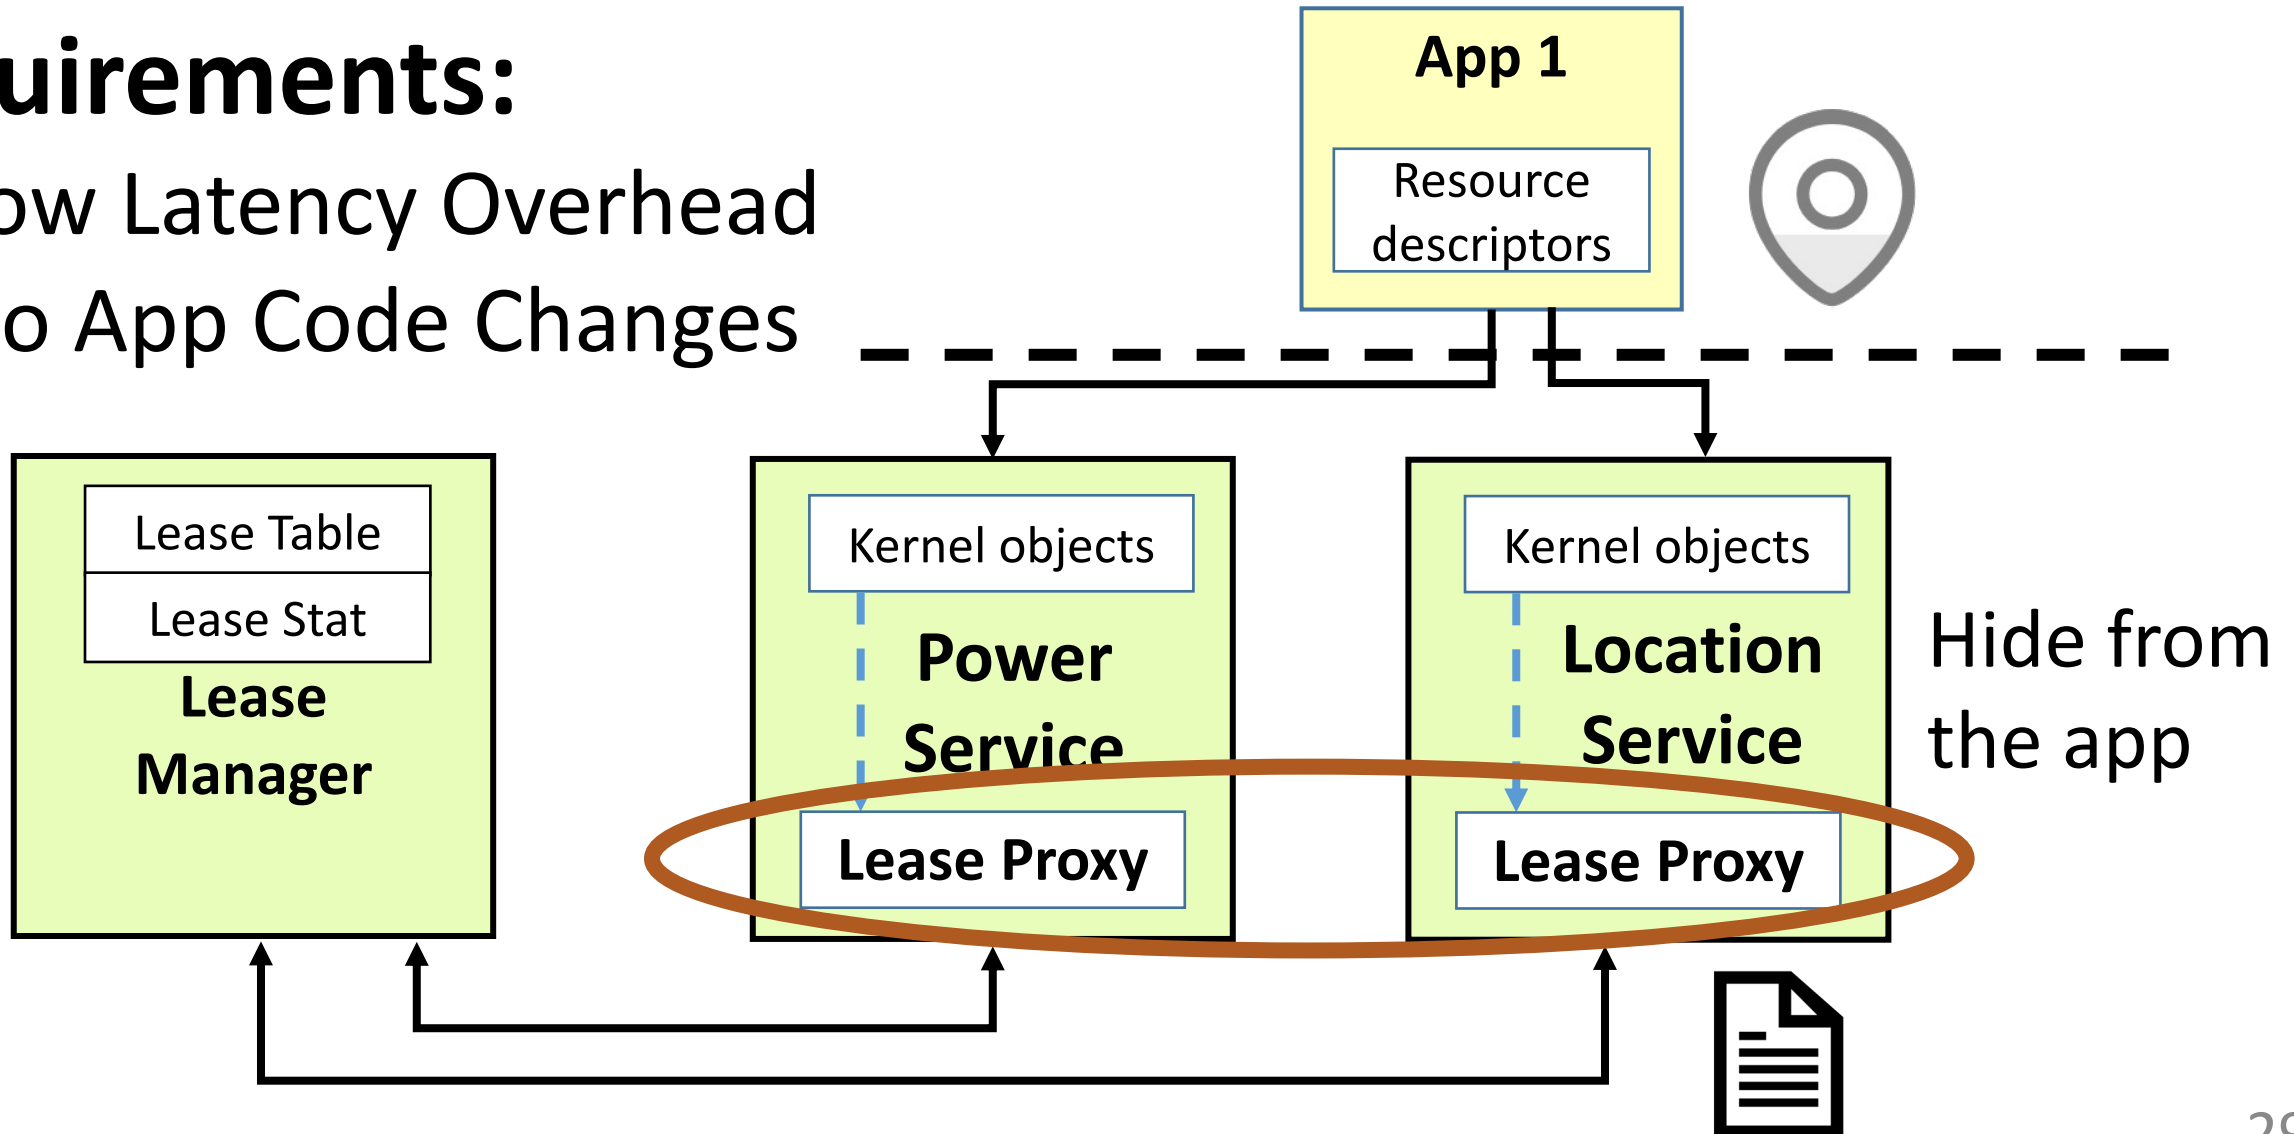 uirements:
ow Latency Overhead
o App Code Changes
App 1
Resource
descriptors
Lease Table
Lease Stat
Lease
Manager
Kernel objects
Power
Service
Lease Proxy
Kernel objects
Location
Service
Lease Proxy
Hide from
the app
29